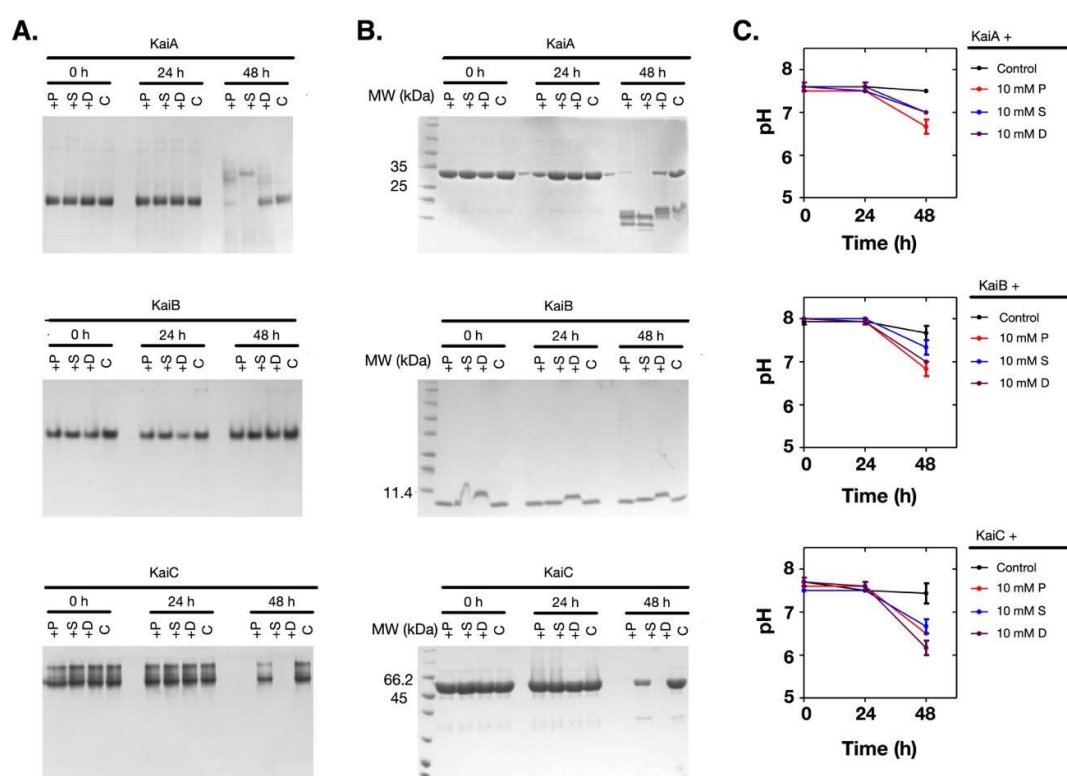 A.
KaiA
0 h 24 h 48 h
+P +S +D C +P +S +D C +P +S +D C
KaiB
0 h 24 h 48 h
+P +S +D C +P +S +D C +P +S +D C
KaiC
0 h 24 h 48 h
+P +S +D C +P +S +D C +P +S +D C
B.
KaiA
0 h 24 h 48 h
MW (kDa) +P +S +D C +P +S +D C +P +S +D C
35
25
KaiB
0 h 24 h 48 h
MW (kDa) +P +S +D C +P +S +D C +P +S +D C
11.4
KaiC
0 h 24 h 48 h
MW (kDa) +P +S +D C +P +S +D C +P +S +D C
66.2
45
C.
KaiA +
Control
10 mM P
10 mM S
10 mM D
8
7
6
5
pH
0 24 48
Time (h)
KaiB +
Control
10 mM P
10 mM S
10 mM D
8
7
6
5
pH
0 24 48
Time (h)
KaiC +
Control
10 mM P
10 mM S
10 mM D
8
7
6
5
pH
0 24 48
Time (h)